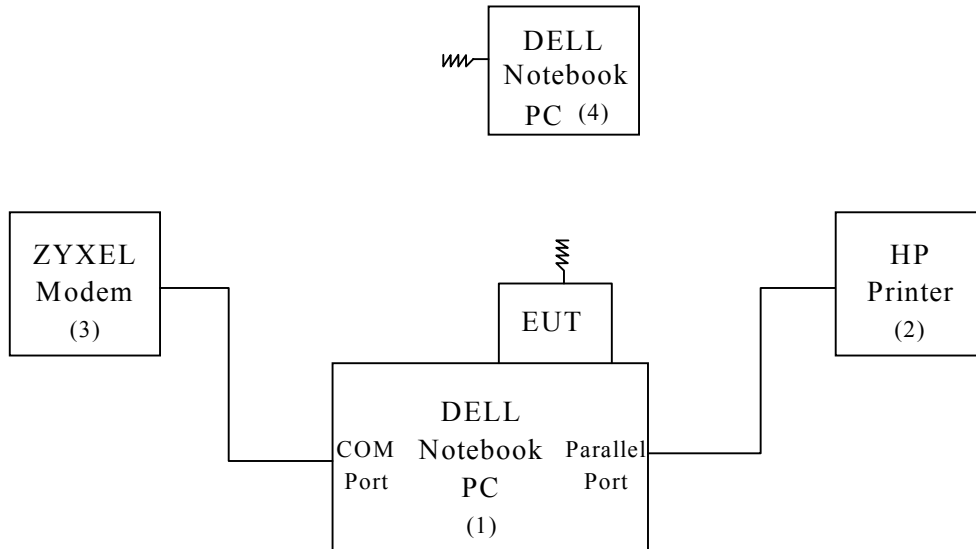 DELL
Notebook
PC (4)
ZYXEL
Modem
(3)
HP
Printer
(2)
EUT
DELL
Notebook
PC
(1)
COM
Port
Parallel
Port